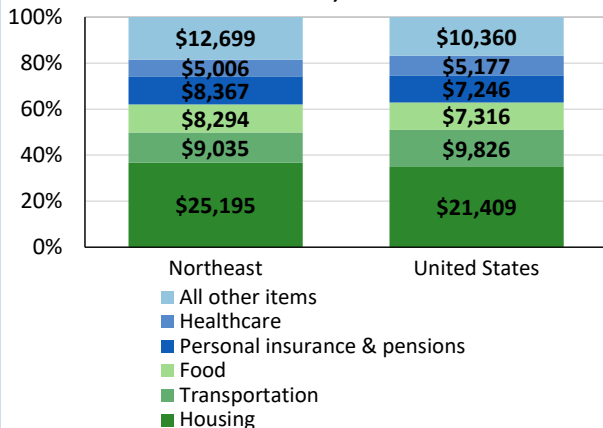 100%
80%
60%
40%
20%
0%
$12,699
$5,006
$8,367
$8,294
$9,035
$25,195
$10,360
$5,177
$7,246
$7,316
$9,826
$21,409
Northeast
United States
All other items
Healthcare
Personal insurance & pensions
Food
Transportation
Housing